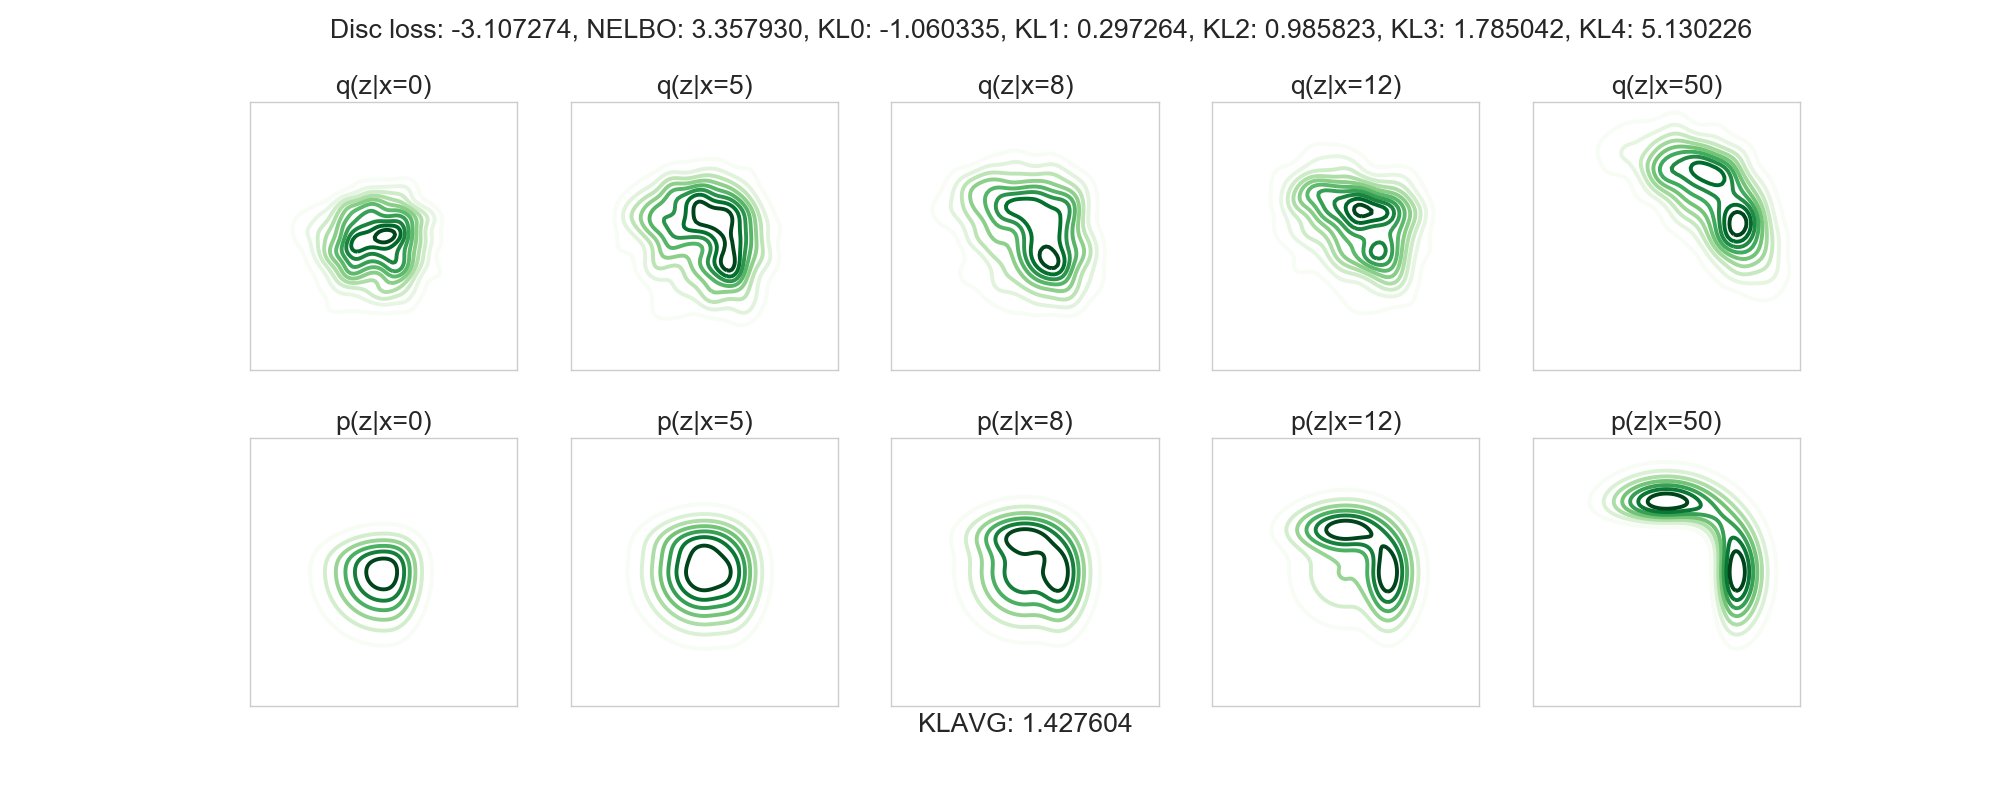 Disc loss: -3.107274, NELBO: 3.357930, KL0: -1.060335, KL1: 0.297264, KL2: 0.985823, KL3: 1.785042, KL4: 5.130226
q(z|x=0) q(z|x=5) q(z|x=8) q(z|x=12) q(z|x=50)
p(z|x=0) p(z|x=5) p(z|x=8) p(z|x=12) p(z|x=50)
KLAVG: 1.427604